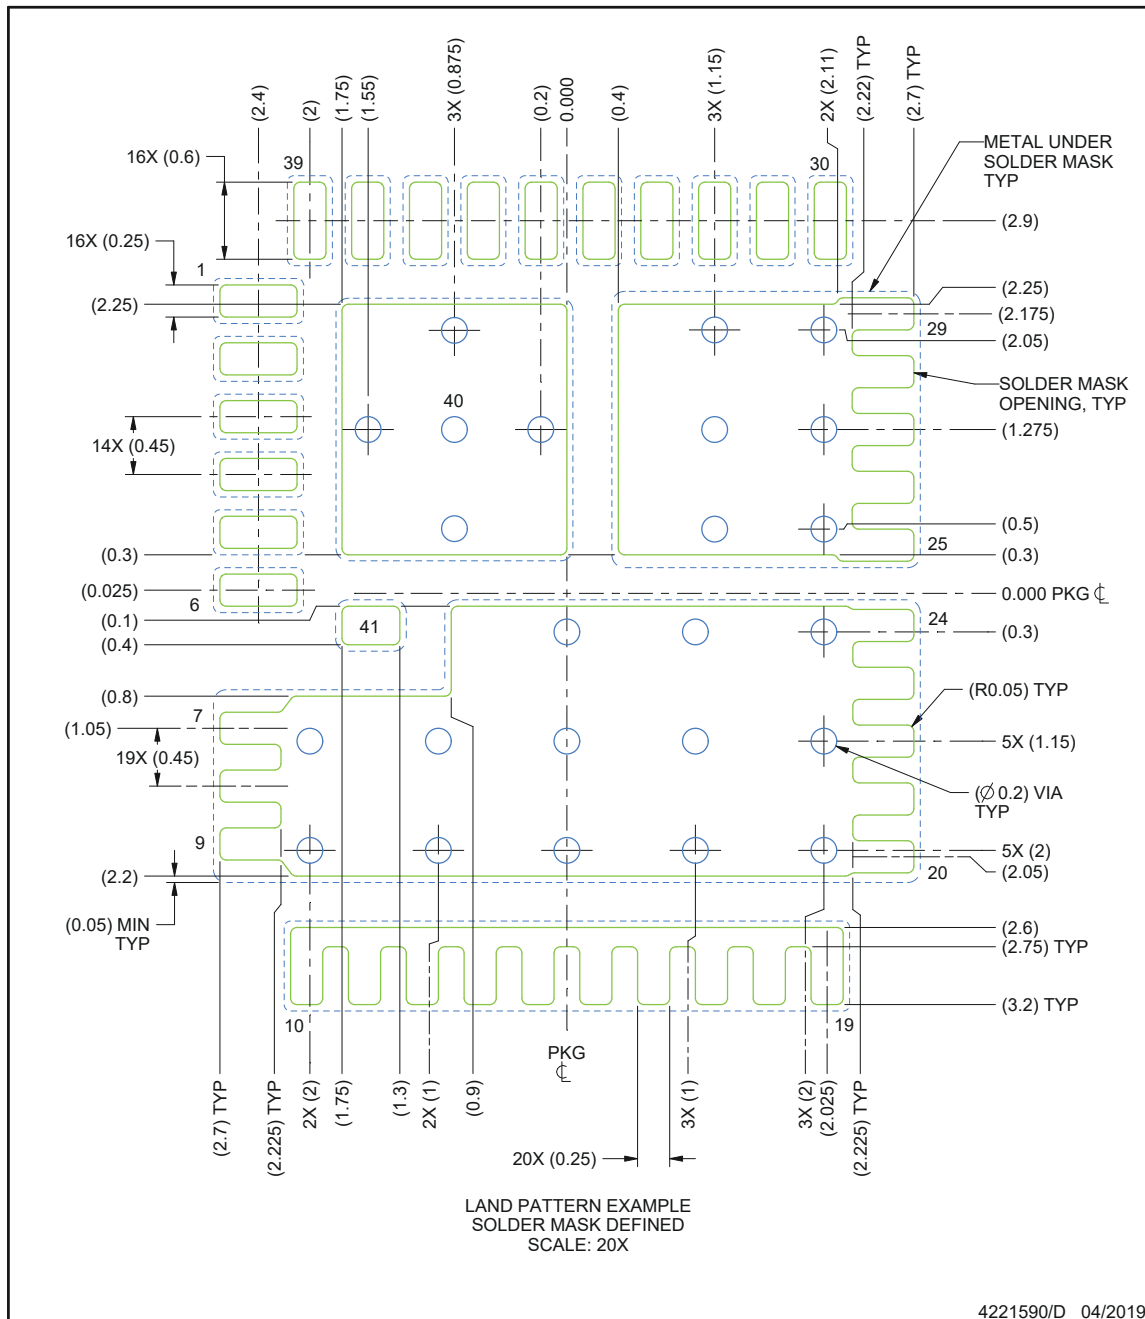 (2.4)
(2)
(1.75)
(1.55)
3X (0.875)
(0.2)
0.000
(0.4)
3X (1.15)
2X (2.11)
(2.22) TYP
(2.7) TYP
METAL UNDER
SOLDER MASK
TYP
16X (0.6)
39
30
(2.9)
16X (0.25)
1
(2.25)
(2.25)
(2.175)
29
(2.05)
SOLDER MASK
OPENING, TYP
40
14X (0.45)
(1.275)
(0.5)
25
(0.3)
(0.3)
(0.025)
0.000 PKG ℄
6
(0.1)
41
24
(0.4)
(0.3)
(0.8)
(R0.05) TYP
7
(1.05)
19X (0.45)
5X (1.15)
(∅ 0.2) VIA
TYP
9
5X (2)
(2.2)
20
(2.05)
(0.05) MIN
TYP
(2.6)
(2.75) TYP
(3.2) TYP
10
19
PKG
℄
(2.7) TYP
(2.225) TYP
2X (2)
(1.75)
(1.3)
2X (1)
(0.9)
3X (1)
3X (2)
(2.025)
(2.225) TYP
20X (0.25)
LAND PATTERN EXAMPLE
SOLDER MASK DEFINED
SCALE: 20X
4221590/D 04/2019